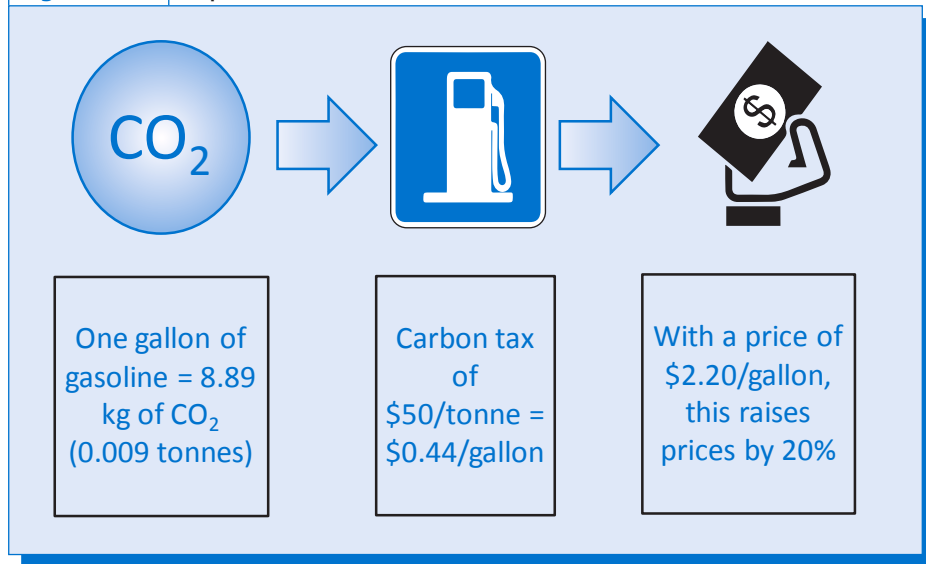 CO₂
$
One gallon of
gasoline = 8.89
kg of CO₂
(0.009 tonnes)
Carbon tax
of
$50/tonne =
$0.44/gallon
With a price of
$2.20/gallon,
this raises
prices by 20%